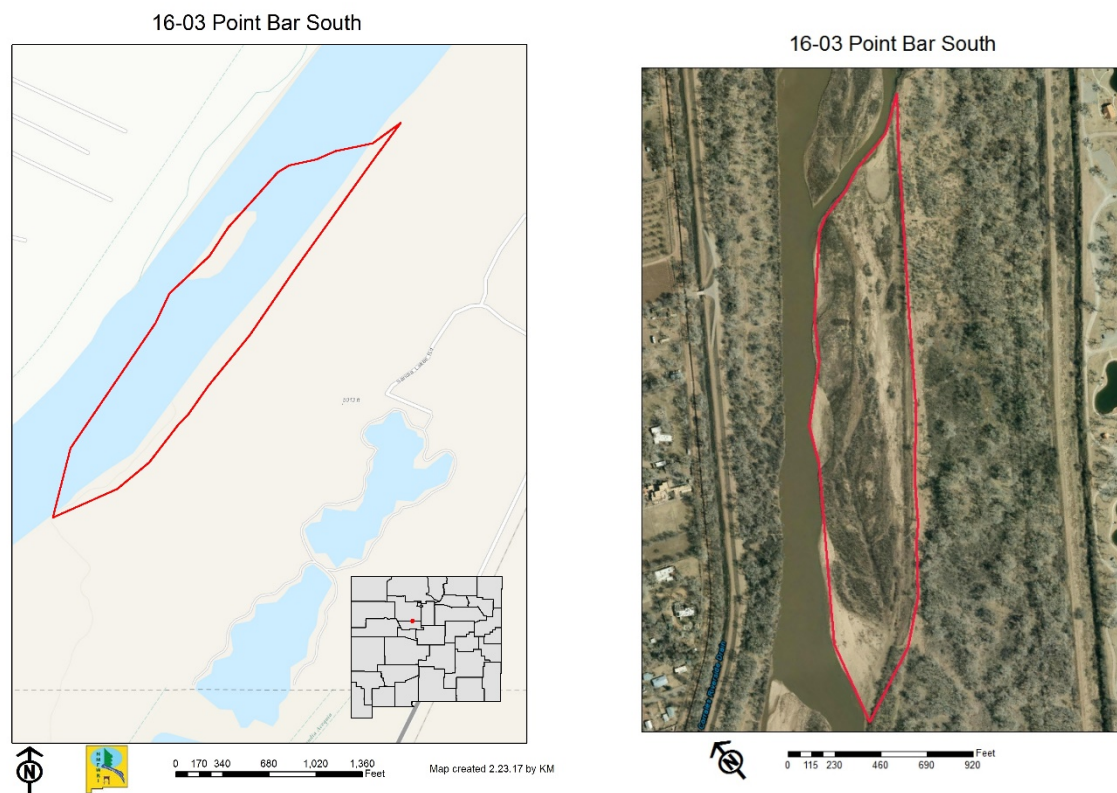 16-03 Point Bar South
Sandia_Lakes_Rd
N
0 170 340 680 1,020 1,360
Feet
Map created 2.23.17 by KM
16-03 Point Bar South
N
0 115 230 460 690 920
Feet